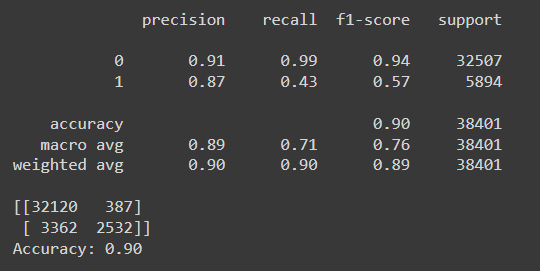 precision recall f1-score support
0 0.91 0.99 0.94 32507
1 0.87 0.43 0.57 5894
accuracy 0.90 38401
macro avg 0.89 0.71 0.76 38401
weighted avg 0.90 0.90 0.89 38401
[[32120 387]
[ 3362 2532]]
Accuracy: 0.90